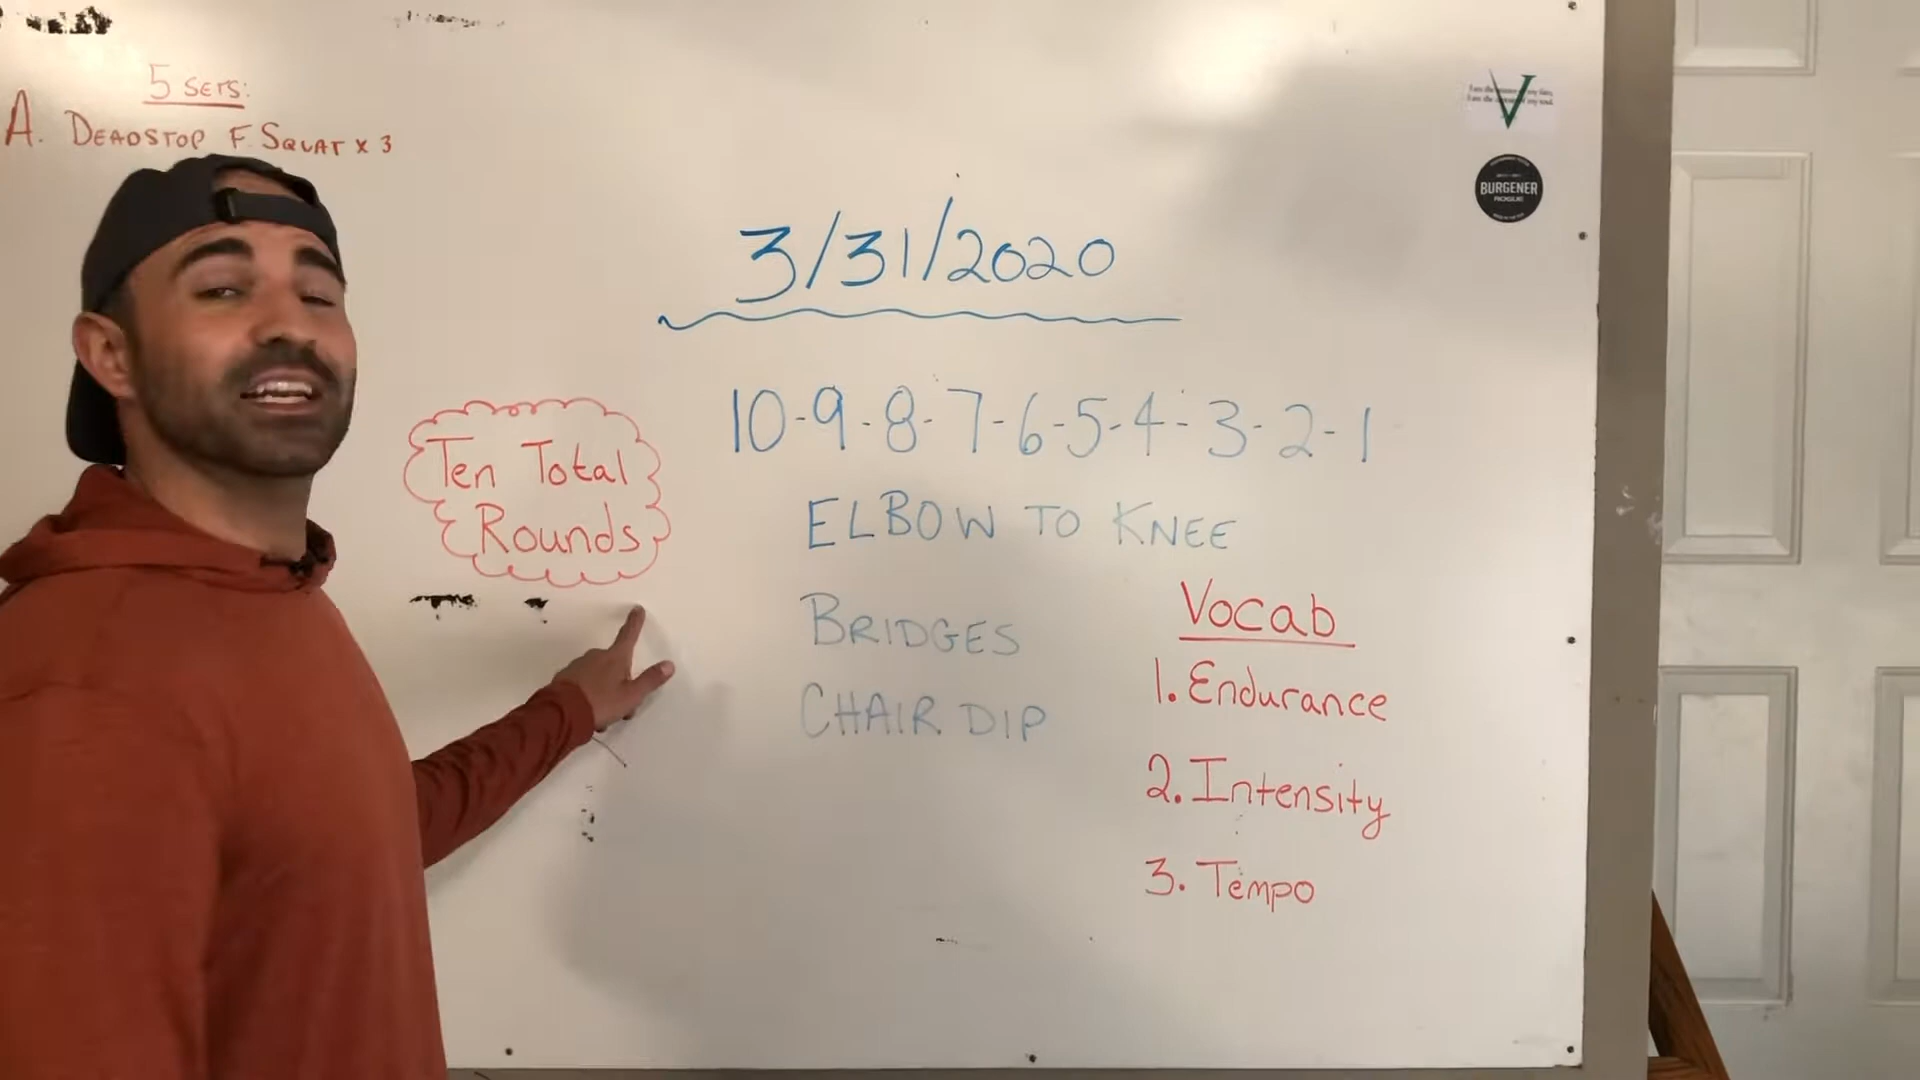 5 SETS:
A. DEADSTOP F. SQUAT x 3
3/31/2020
10-9-8-7-6-5-4-3-2-1
Ten Total
Rounds
ELBOW TO KNEE
BRIDGES
CHAIR DIP
Vocab
1. Endurance
2. Intensity
3. Tempo
BURGENER